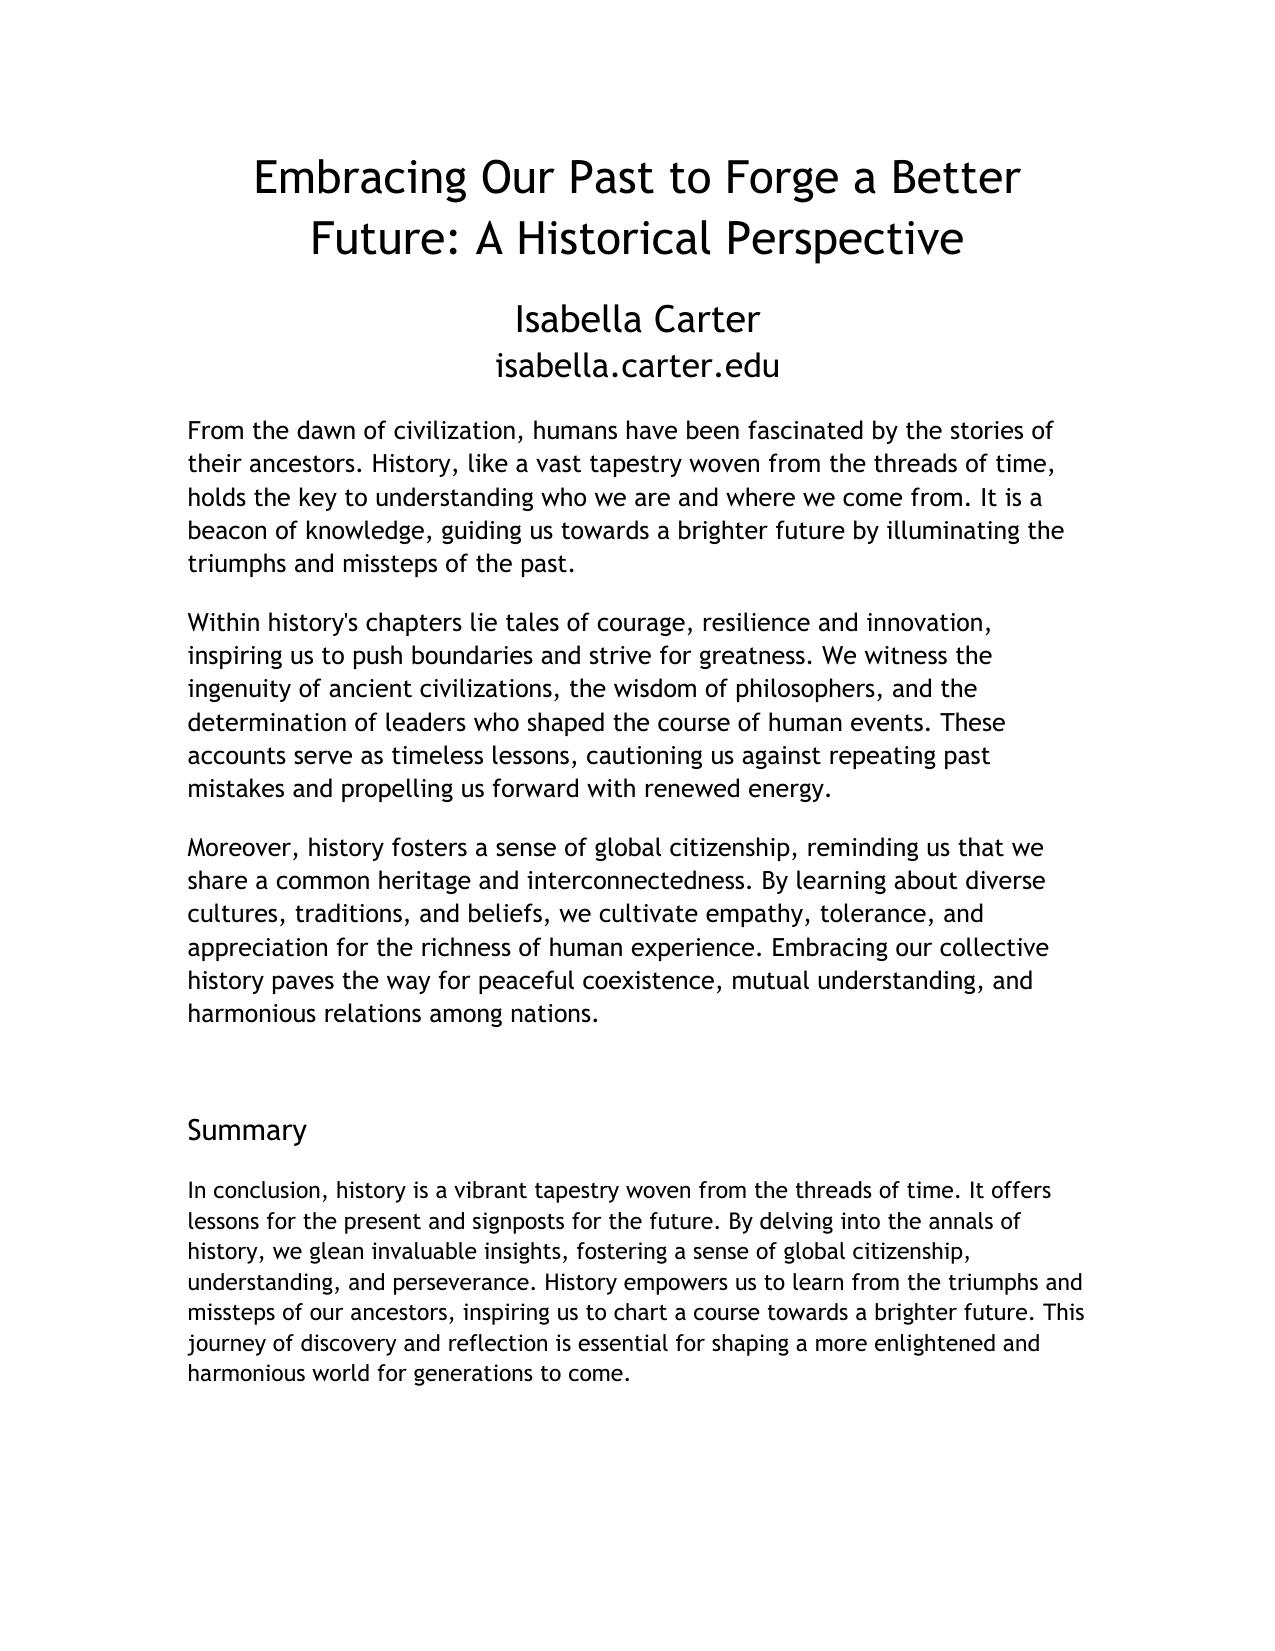 Embracing Our Past to Forge a Better
Future: A Historical Perspective
Isabella Carter
isabella.carter.edu
From the dawn of civilization, humans have been fascinated by the stories of
their ancestors. History, like a vast tapestry woven from the threads of time,
holds the key to understanding who we are and where we come from. It is a
beacon of knowledge, guiding us towards a brighter future by illuminating the
triumphs and missteps of the past.
Within history's chapters lie tales of courage, resilience and innovation,
inspiring us to push boundaries and strive for greatness. We witness the
ingenuity of ancient civilizations, the wisdom of philosophers, and the
determination of leaders who shaped the course of human events. These
accounts serve as timeless lessons, cautioning us against repeating past
mistakes and propelling us forward with renewed energy.
Moreover, history fosters a sense of global citizenship, reminding us that we
share a common heritage and interconnectedness. By learning about diverse
cultures, traditions, and beliefs, we cultivate empathy, tolerance, and
appreciation for the richness of human experience. Embracing our collective
history paves the way for peaceful coexistence, mutual understanding, and
harmonious relations among nations.
Summary
In conclusion, history is a vibrant tapestry woven from the threads of time. It offers
lessons for the present and signposts for the future. By delving into the annals of
history, we glean invaluable insights, fostering a sense of global citizenship,
understanding, and perseverance. History empowers us to learn from the triumphs and
missteps of our ancestors, inspiring us to chart a course towards a brighter future. This
journey of discovery and reflection is essential for shaping a more enlightened and
harmonious world for generations to come.